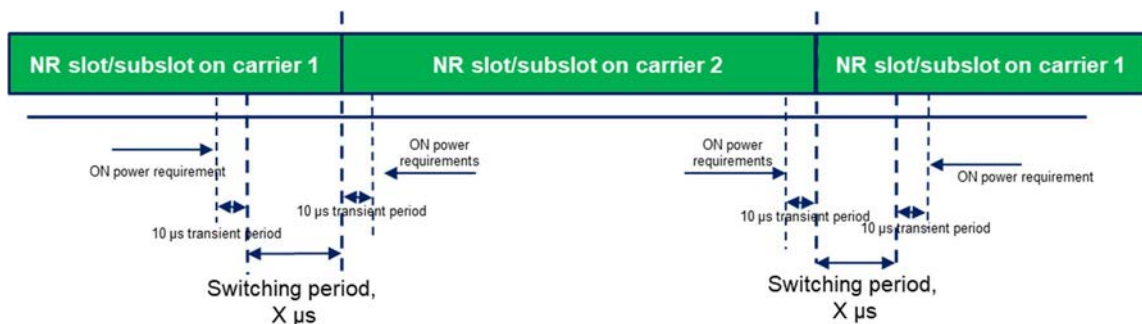 NR slot/subslot on carrier 1
NR slot/subslot on carrier 2
NR slot/subslot on carrier 1
ON power requirement
ON power
requirements
ON power
requirements
ON power requirement
10 µs transient period
10 µs transient period
10 µs transient period
10 µs transient period
Switching period,
X µs
Switching period,
X µs